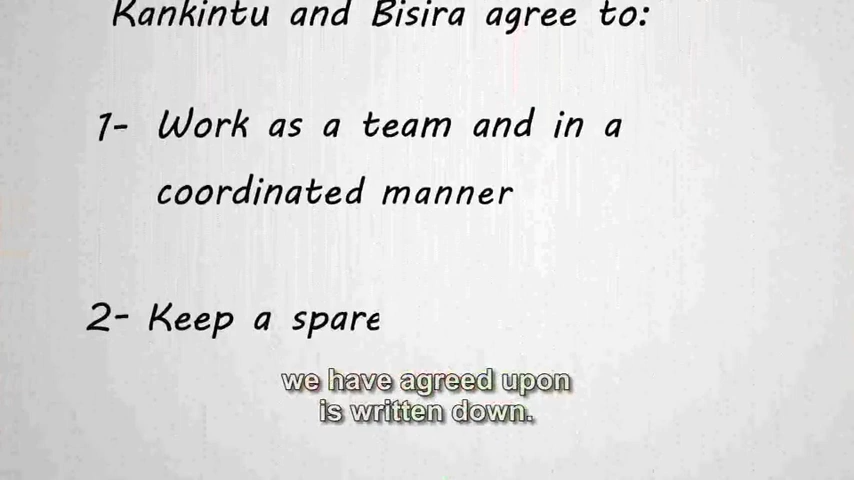 Kankintu and Bisira agree to:
1- Work as a team and in a
coordinated manner
2- Keep a spare
we have agreed upon
is written down.